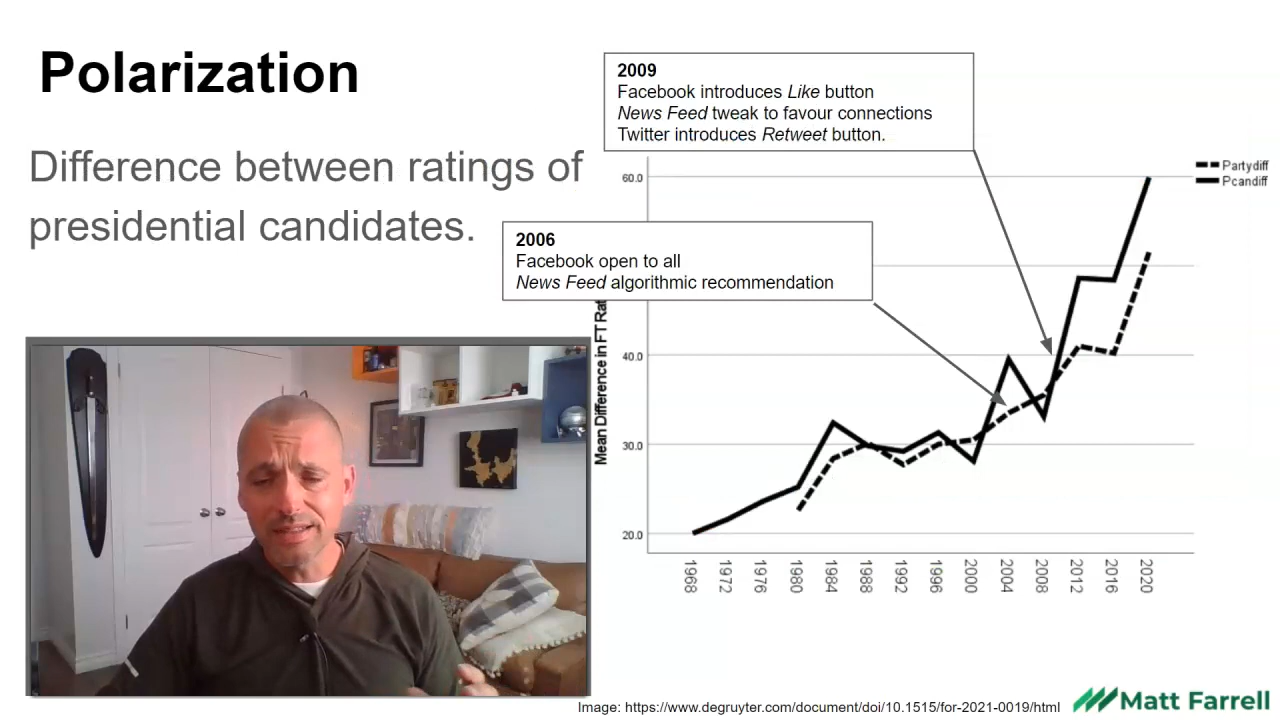 Polarization
Difference between ratings of
presidential candidates.
2009
Facebook introduces Like button
News Feed tweak to favour connections
Twitter introduces Retweet button.
2006
Facebook open to all
News Feed algorithmic recommendation
Partydiff
Pcandiff
Mean Difference in FT
60.0
40.0
30.0
20.0
1968
1972
1976
1980
1984
1988
1992
1996
2000
2004
2008
2012
2016
2020
Image: https://www.degruyter.com/document/doi/10.1515/for-2021-0019/html
Matt Farrell